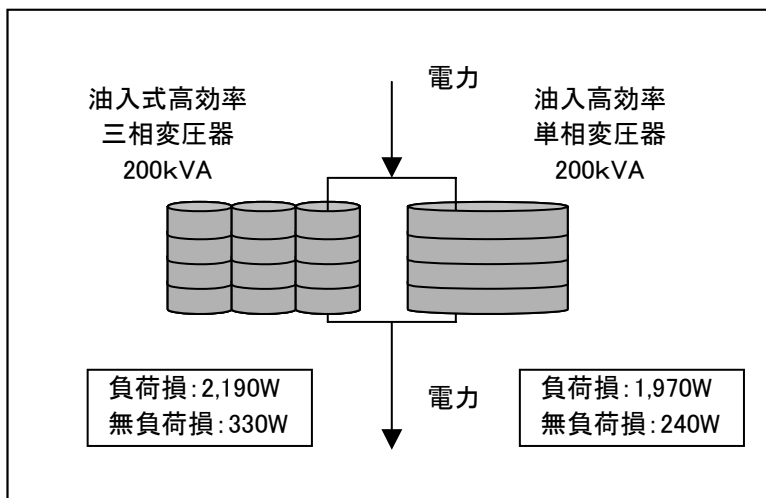 電力
油入式高効率
三相変圧器
200kVA
油入高効率
単相変圧器
200kVA
負荷損:2,190W
無負荷損:330W
電力
負荷損:1,970W
無負荷損:240W